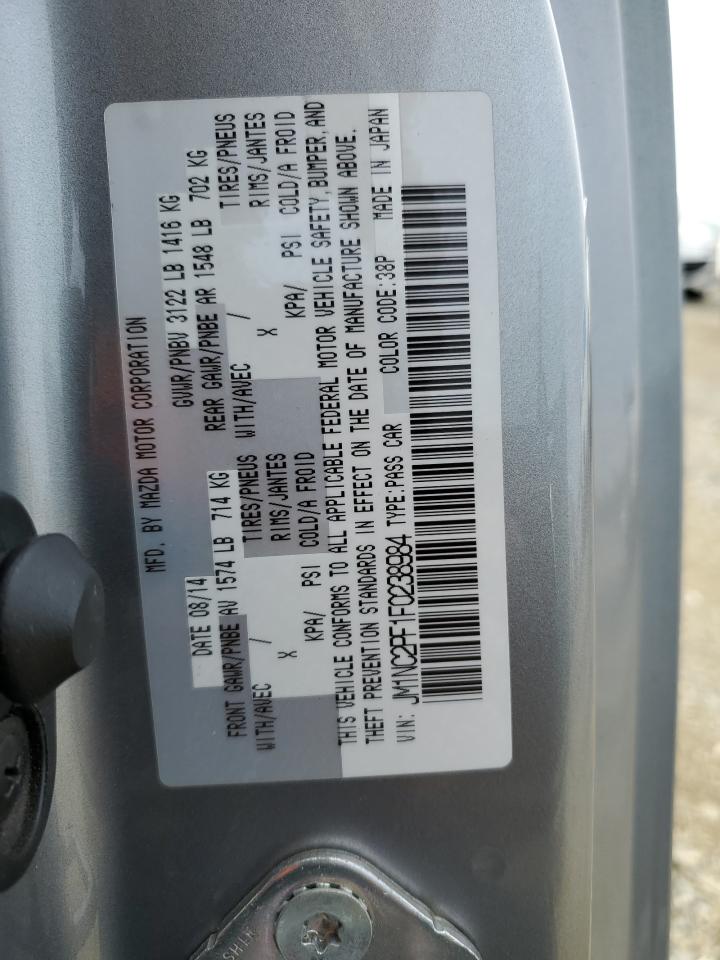 MFD. BY MAZDA MOTOR CORPORATION
DATE 08/14 GVWR/PNBV 3122 LB 1416 KG
FRONT GAWR/PNBE AV 1574 LB 714 KG REAR GAWR/PNBE AR 1548 LB 702 KG
WITH/AVEC / TIRES/PNEUS WITH/AVEC / TIRES/PNEUS
X RIMS/JANTES X RIMS/JANTES
KPA/ PSI COLD/A FROID KPA/ PSI COLD/A FROID
THIS VEHICLE CONFORMS TO ALL APPLICABLE FEDERAL MOTOR VEHICLE SAFETY, BUMPER, AND
THEFT PREVENTION STANDARDS IN EFFECT ON THE DATE OF MANUFACTURE SHOWN ABOVE.
VIN: JM1NC2PF1F0238984 TYPE:PASS CAR COLOR CODE:38P MADE IN JAPAN